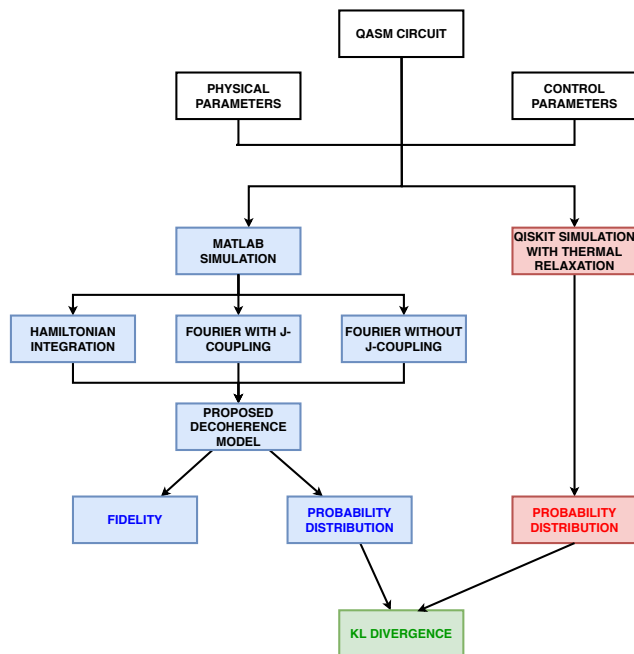 QASM CIRCUIT
PHYSICAL
PARAMETERS
CONTROL
PARAMETERS
MATLAB
SIMULATION
QISKIT SIMULATION
WITH THERMAL
RELAXATION
HAMILTONIAN
INTEGRATION
FOURIER WITH J-
COUPLING
FOURIER WITHOUT
J-COUPLING
PROPOSED
DECOHERENCE
MODEL
FIDELITY
PROBABILITY
DISTRIBUTION
PROBABILITY
DISTRIBUTION
KL DIVERGENCE